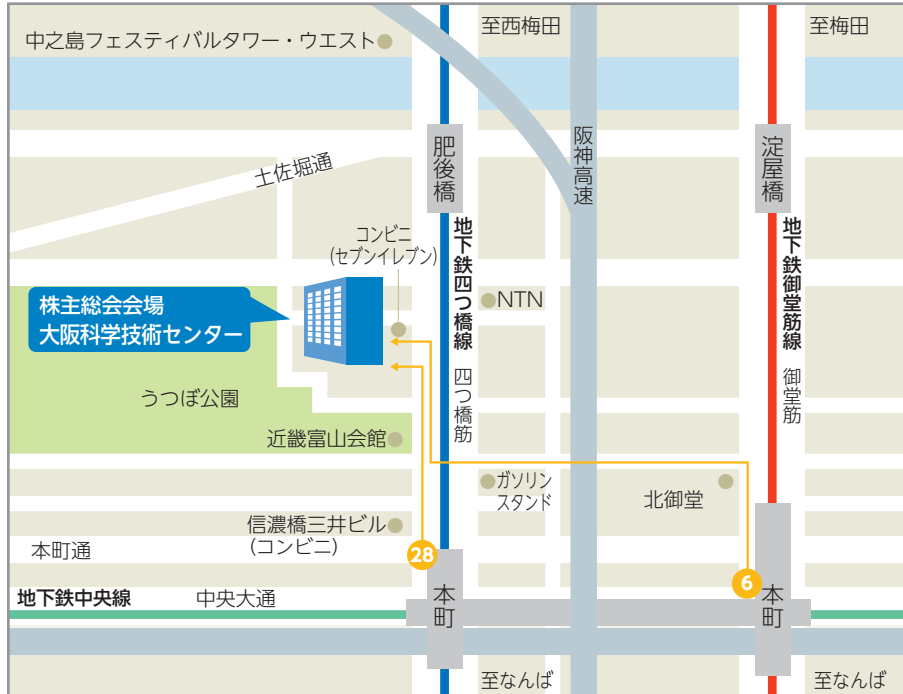 中之島フェスティバルタワー・ウエスト
至西梅田
至梅田
肥後橋
阪神高速
淀屋橋
土佐堀通
コンビニ
(セブンイレブン)
地下鉄四つ橋線
四つ橋筋
地下鉄御堂筋線
御堂筋
NTN
株主総会会場
大阪科学技術センター
うつぼ公園
近畿富山会館
ガソリン
スタンド
北御堂
信濃橋三井ビル
(コンビニ)
本町通
28
6
地下鉄中央線
中央大通
本町
本町
至なんば
至なんば